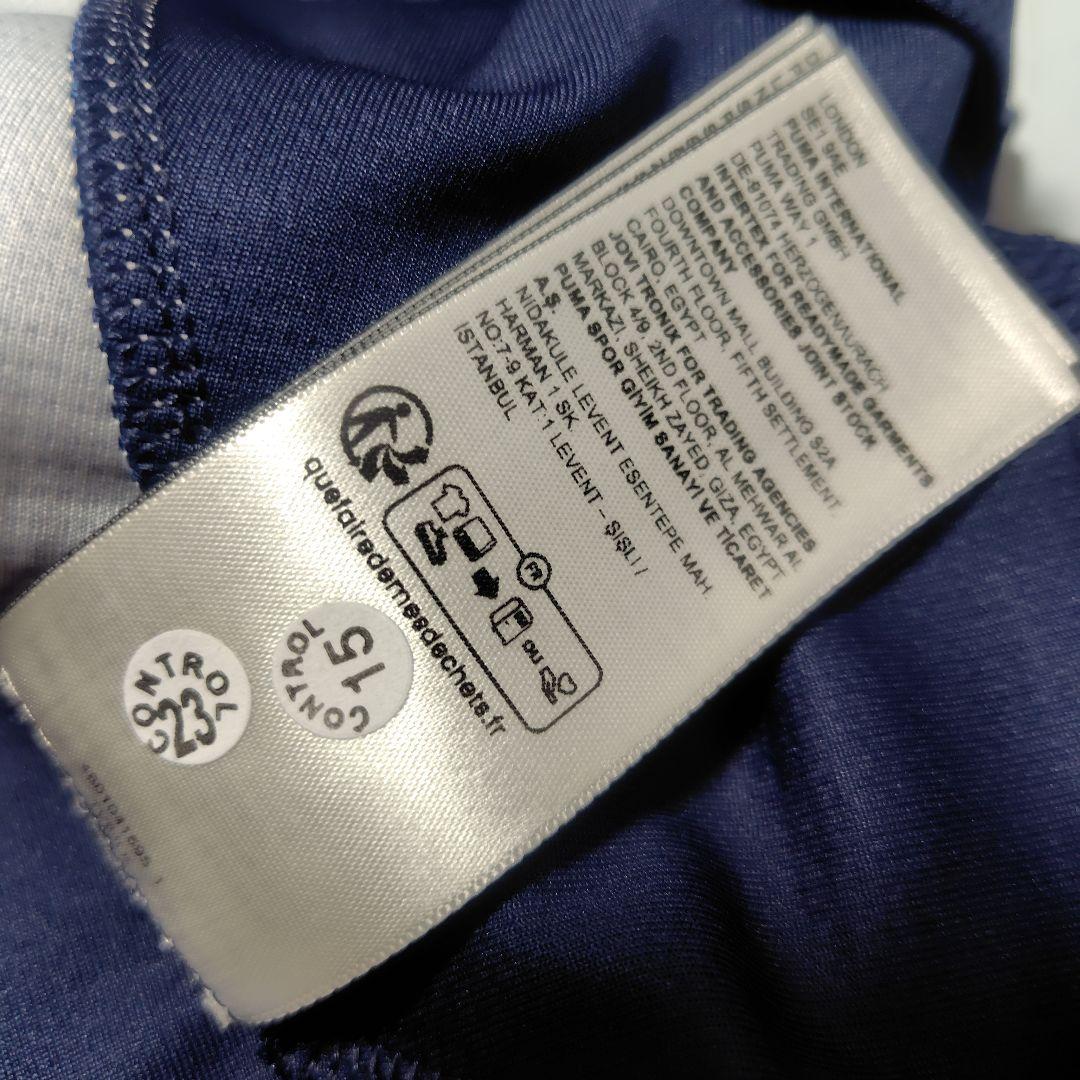 LONDON
SE1 9AE
PUMA INTERNATIONAL
TRADING GMBH
PUMA WAY 1
DE-91074 HERZOGENAURACH
INTERTEX FOR READYMADE GARMENTS
AND ACCESSORIES JOINT STOCK
COMPANY
DOWNTOWN MALL BUILDING S2A
FOURTH FLOOR, FIFTH SETTLEMENT
CAIRO, EGYPT
JOVI TRONIX FOR TRADING AGENCIES
BLOCK 4/9 2ND FLOOR, AL MEHWAR AL
MARKAZI, SHEIKH ZAYED, GIZA, EGYPT
PUMA SPOR GİYİM SANAYİ VE TİCARET
A.Ş.
NIDAKULE LEVENT ESENTEPE MAH.
HARMAN 1 SK.
NO:7-9 KAT:1 LEVENT – ŞIŞLI /
ISTANBUL
FR
OU
quefairedemesdechets.fr
CONTROL
15
CONTROL
23